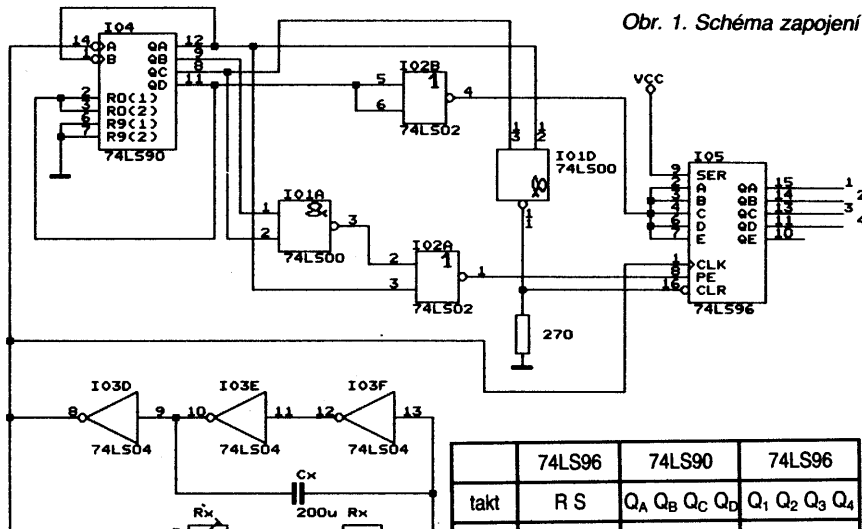 Obr. 1. Schéma zapojení
IO4
14 A QA 12
1 B QB 9
QC 8
QD 11
2 R0(1)
3 R0(2)
6 R9(1)
7 R9(2)
74LS90
IO2B
5 1 4
6
74LS02
VCC
13 12
IO1D
74LS00
&
11
IO5
9 SER
2 A QA 15 1
3 B QB 14 2
4 C QC 13 3
6 D QD 11 4
7 E QE 10
1 CLK
8 PE
16 CLR
74LS96
IO1A
1 & 3
2
74LS00
IO2A
2 1 1
3
74LS02
270
IO3D IO3E IO3F
8 9 10 11 12 13
74LS04 74LS04 74LS04
Cx
200u
Rx Rx
74LS96 74LS90 74LS96
takt R S QA QB QC QD Q1 Q2 Q3 Q4